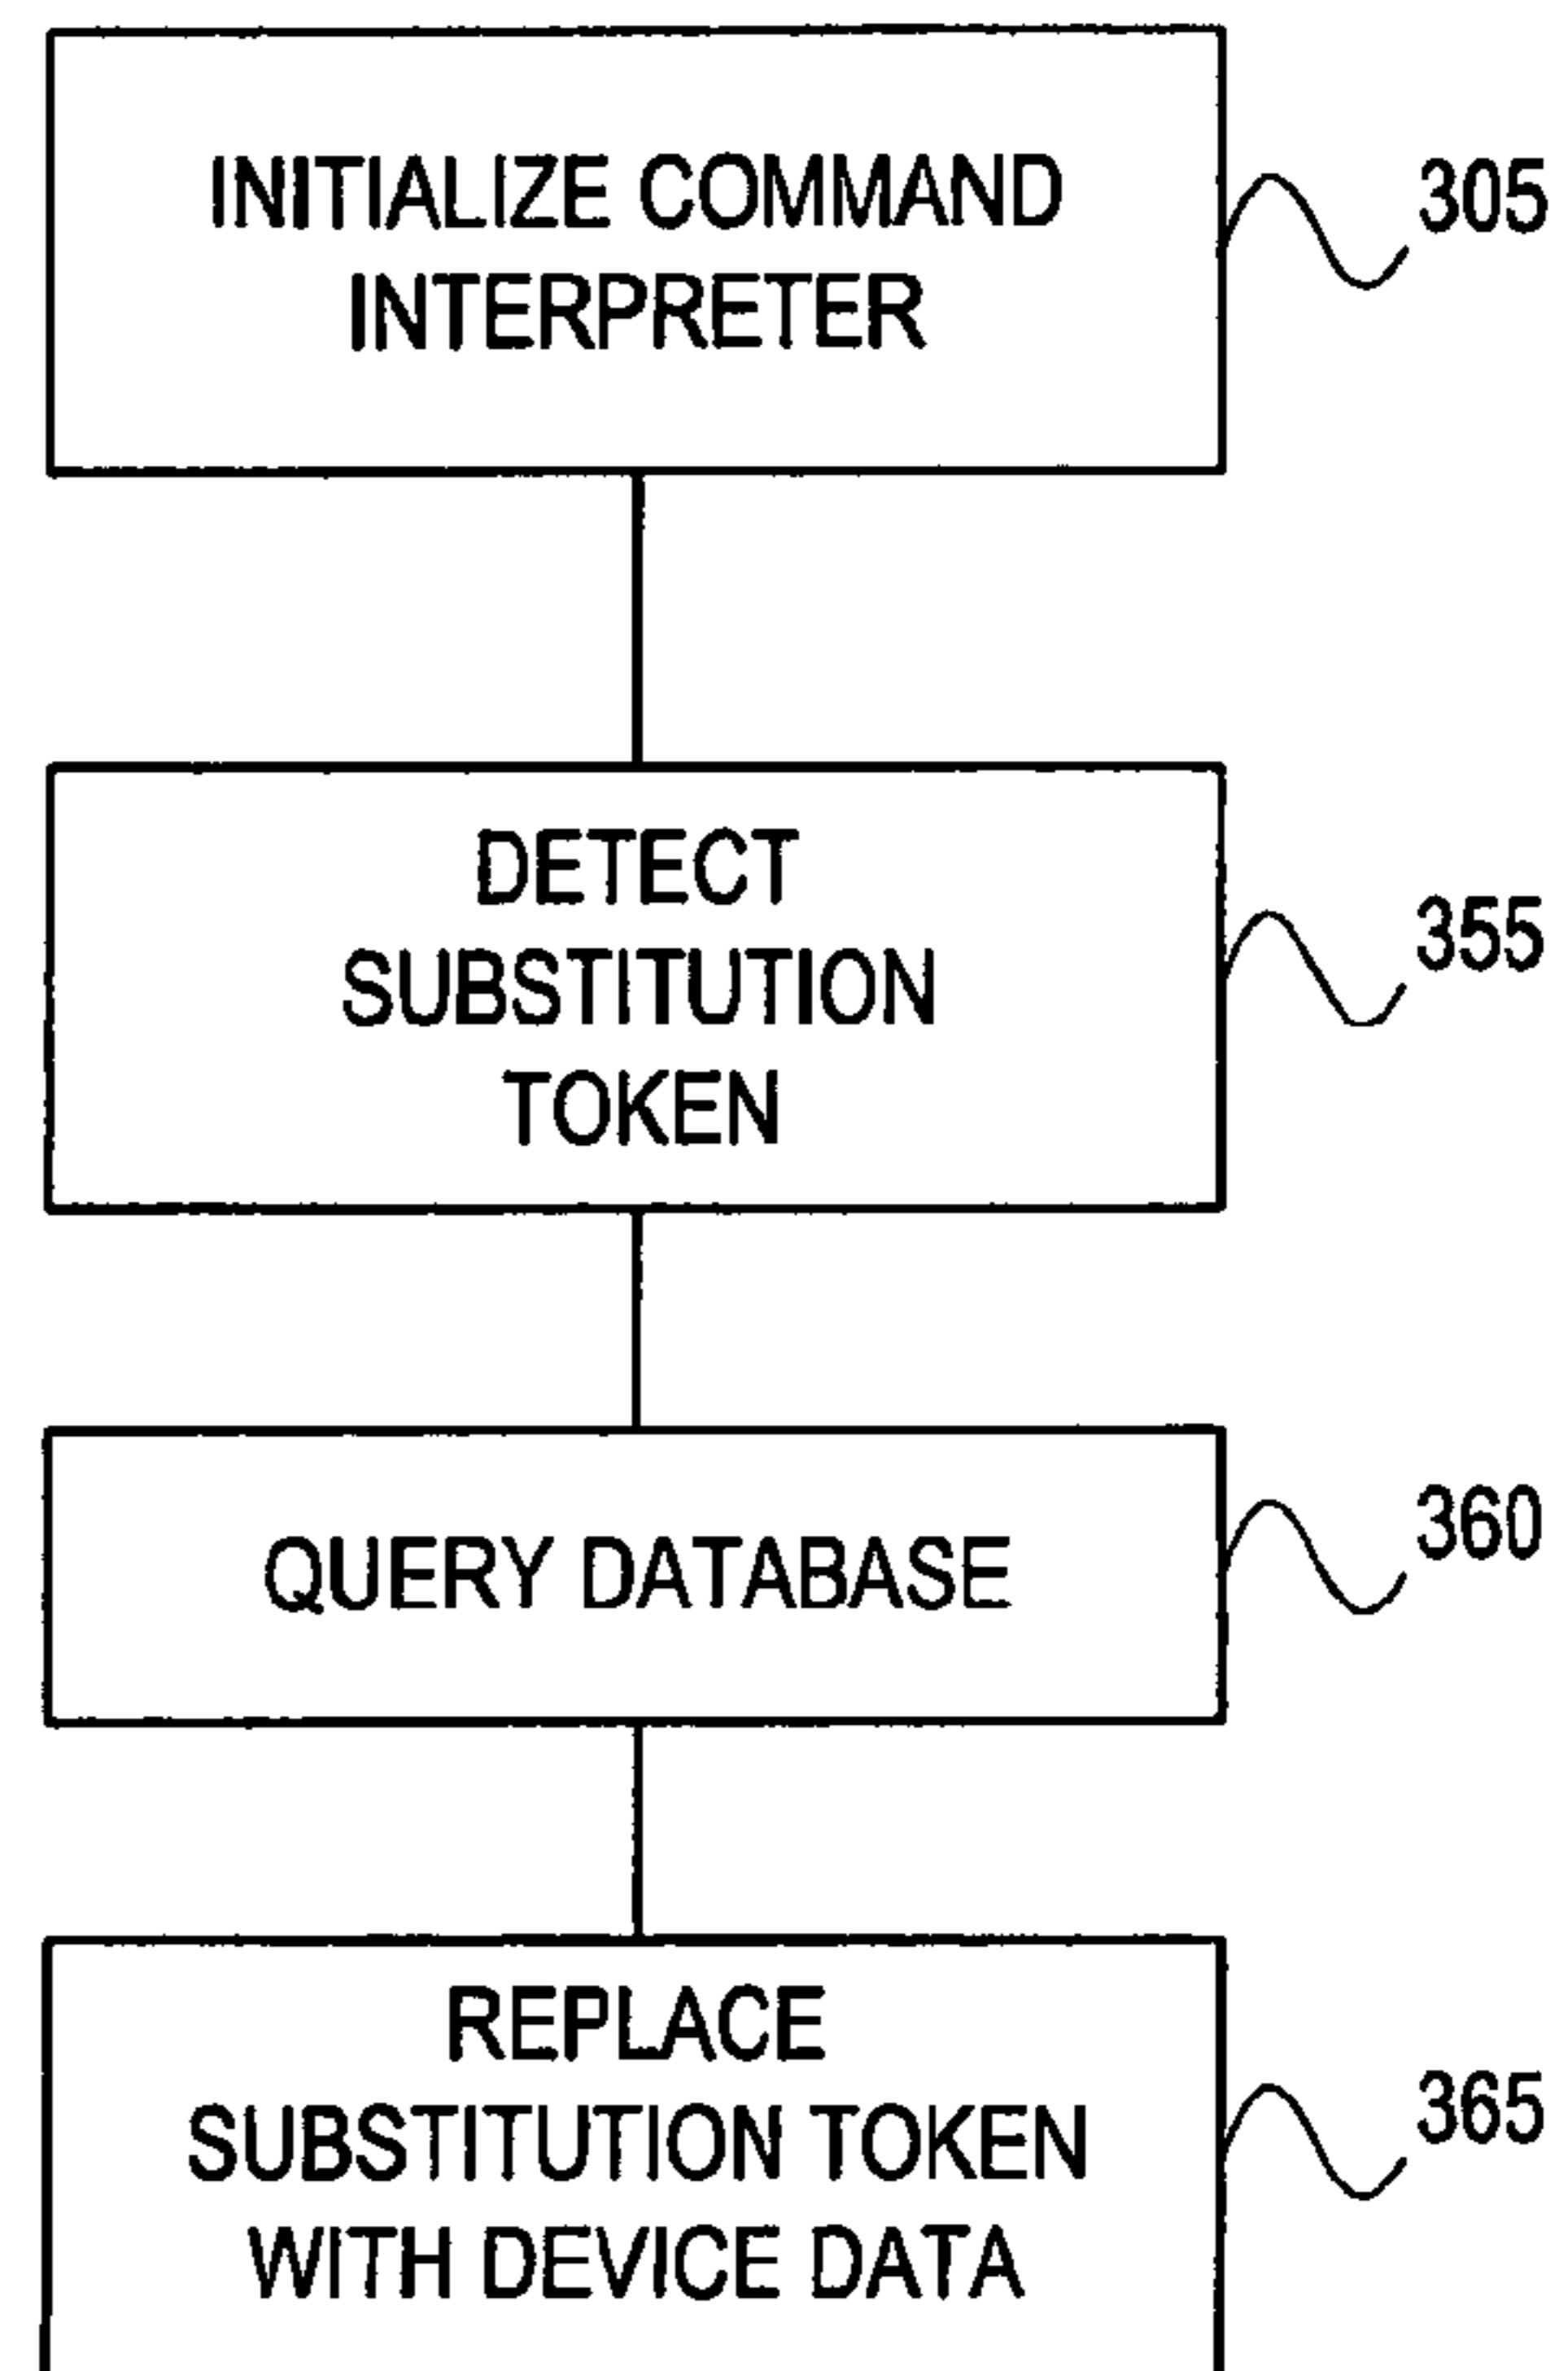 INITIALIZE COMMAND
INTERPRETER
305
DETECT
SUBSTITUTION
TOKEN
355
QUERY DATABASE
360
REPLACE
SUBSTITUTION TOKEN
WITH DEVICE DATA
365